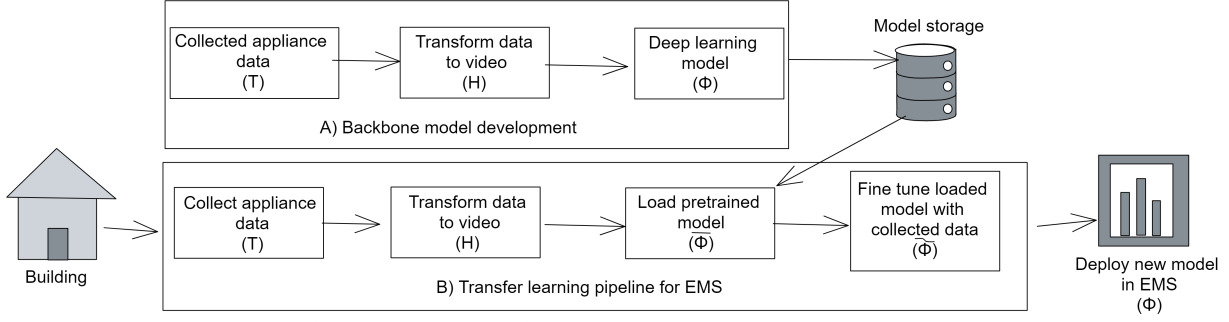 Model storage
Collected appliance
data
(T)
Transform data
to video
(H)
Deep learning
model
(Φ)
A) Backbone model development
Building
Collect appliance
data
(T)
Transform data
to video
(H)
Load pretrained
model
(Φ̅)
Fine tune loaded
model with
collected data
(Φ̃)
B) Transfer learning pipeline for EMS
Deploy new model
in EMS
(Φ)